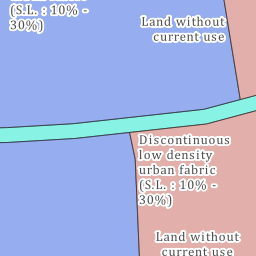 (S.L. : 10% -
30%)
Land without
current use
Discontinuous
low density
urban fabric
(S.L. : 10% -
30%)
Land without
current use